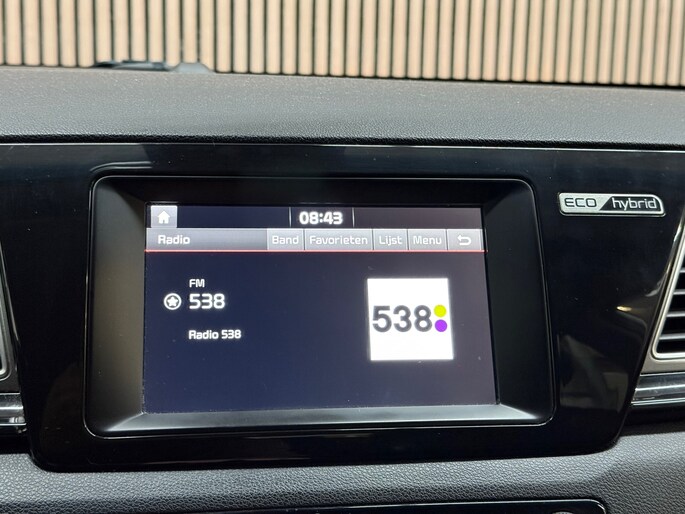 08:43
ECO hybrid
Radio Band Favorieten Lijst Menu
FM
538
538:
Radio 538